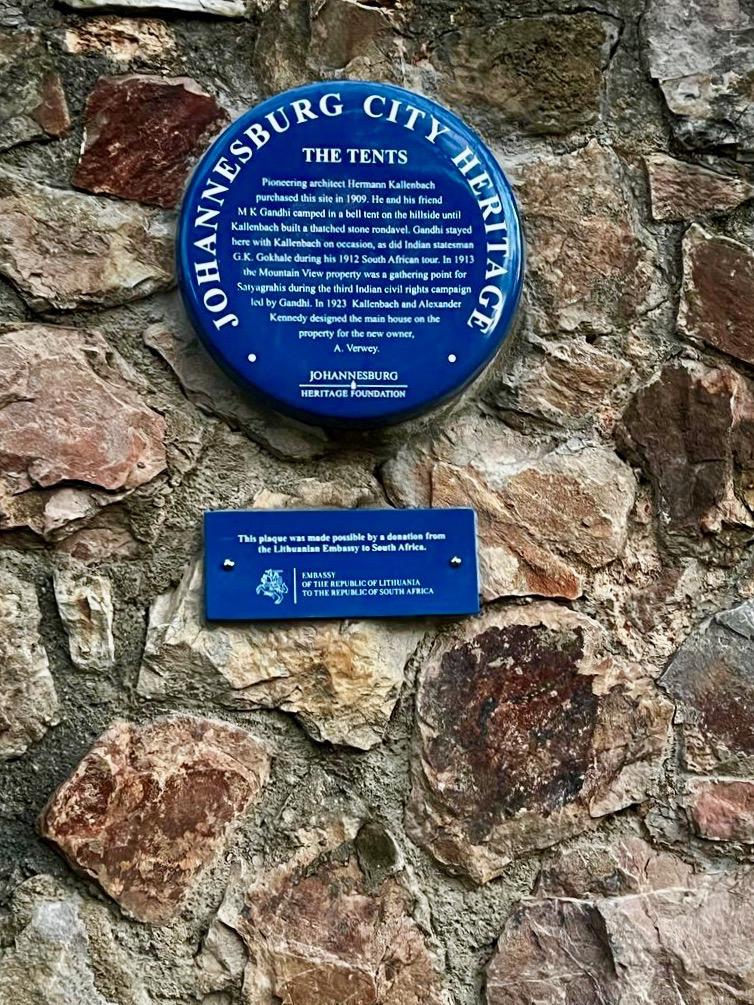 JOHANNESBURG CITY HERITAGE
THE TENTS
Pioneering architect Hermann Kallenbach
purchased this site in 1909. He and his friend
M K Gandhi camped in a bell tent on the hillside until
Kallenbach built a thatched stone rondavel. Gandhi stayed
here with Kallenbach on occasion, as did Indian statesman
G.K. Gokhale during his 1912 South African tour. In 1913
the Mountain View property was a gathering point for
Satyagrahis during the third Indian civil rights campaign
led by Gandhi. In 1923 Kallenbach and Alexander
Kennedy designed the main house on the
property for the new owner,
A. Verwey.
JOHANNESBURG
HERITAGE FOUNDATION
This plaque was made possible by a donation from
the Lithuanian Embassy to South Africa.
EMBASSY
OF THE REPUBLIC OF LITHUANIA
TO THE REPUBLIC OF SOUTH AFRICA